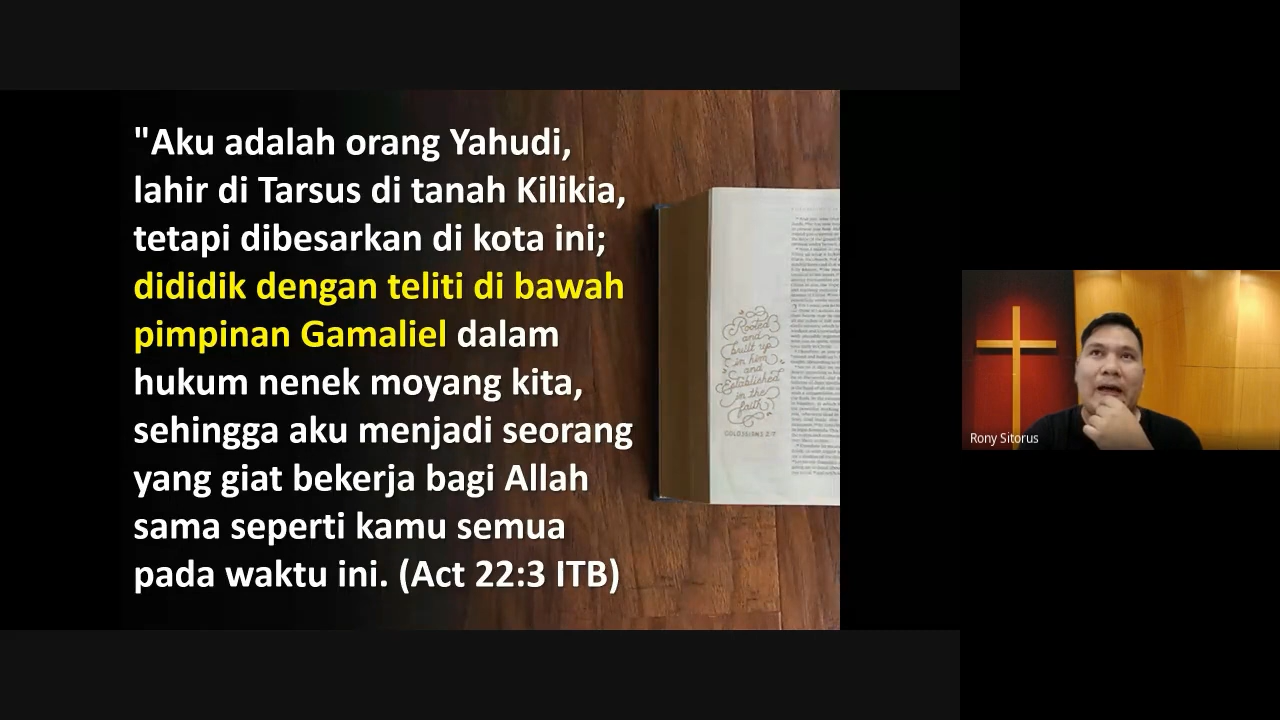 "Aku adalah orang Yahudi,
lahir di Tarsus di tanah Kilikia,
tetapi dibesarkan di kota ini;
dididik dengan teliti di bawah
pimpinan Gamaliel dalam
hukum nenek moyang kita,
sehingga aku menjadi seorang
yang giat bekerja bagi Allah
sama seperti kamu semua
pada waktu ini. (Act 22:3 ITB)
Rooted
and
built up
in him
and
Established
in the
faith
COLOSSIANS 2:7
Rony Sitorus